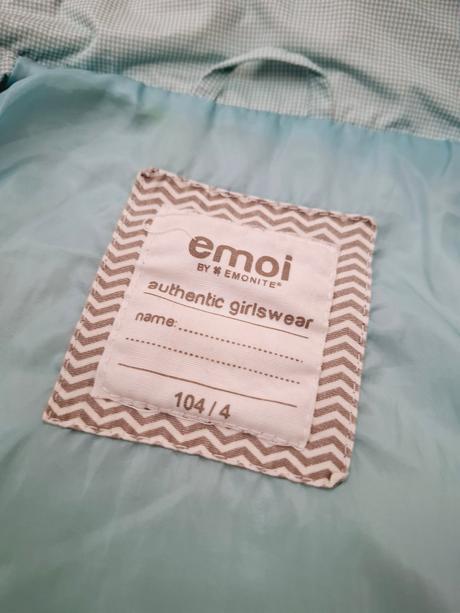 emoi
BY EMONITE®
authentic girlswear
name:
104/4